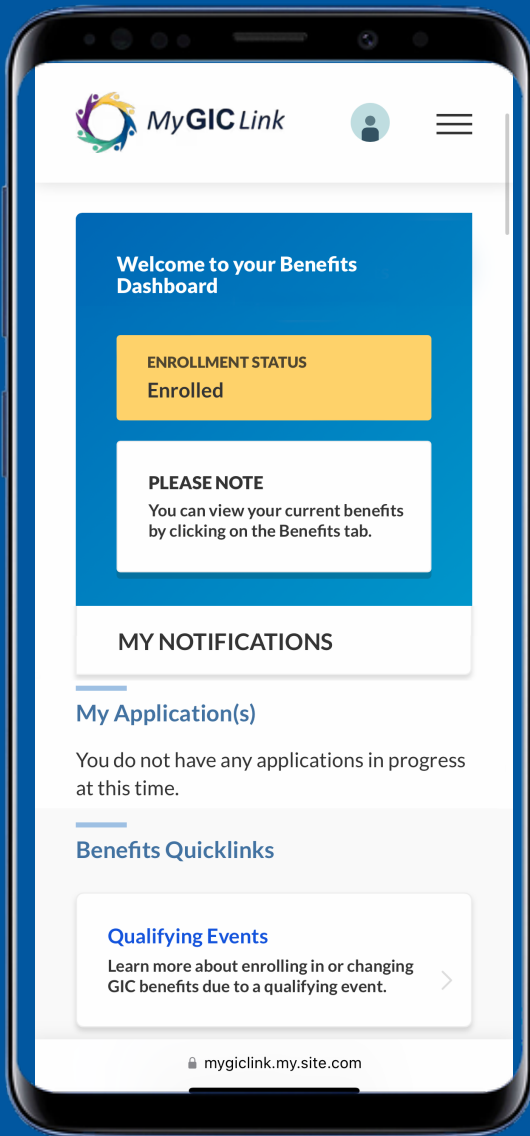 MyGIC Link
Welcome to your Benefits
Dashboard
ENROLLMENT STATUS
Enrolled
PLEASE NOTE
You can view your current benefits
by clicking on the Benefits tab.
MY NOTIFICATIONS
My Application(s)
You do not have any applications in progress
at this time.
Benefits Quicklinks
Qualifying Events
Learn more about enrolling in or changing
GIC benefits due to a qualifying event.
mygiclink.my.site.com